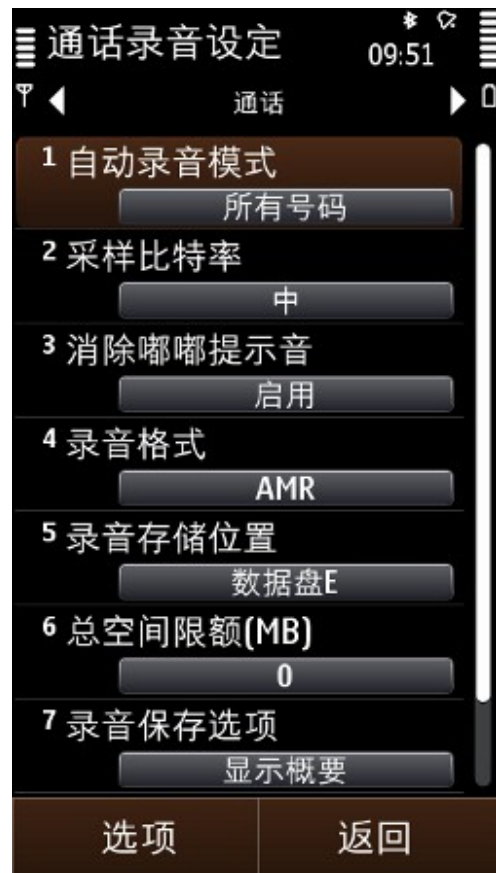 通话录音设定
09:51
通话
1 自动录音模式
所有号码
2 采样比特率
中
3 消除嘟嘟提示音
启用
4 录音格式
AMR
5 录音存储位置
数据盘E
6 总空间限额(MB)
0
7 录音保存选项
显示概要
选项 返回